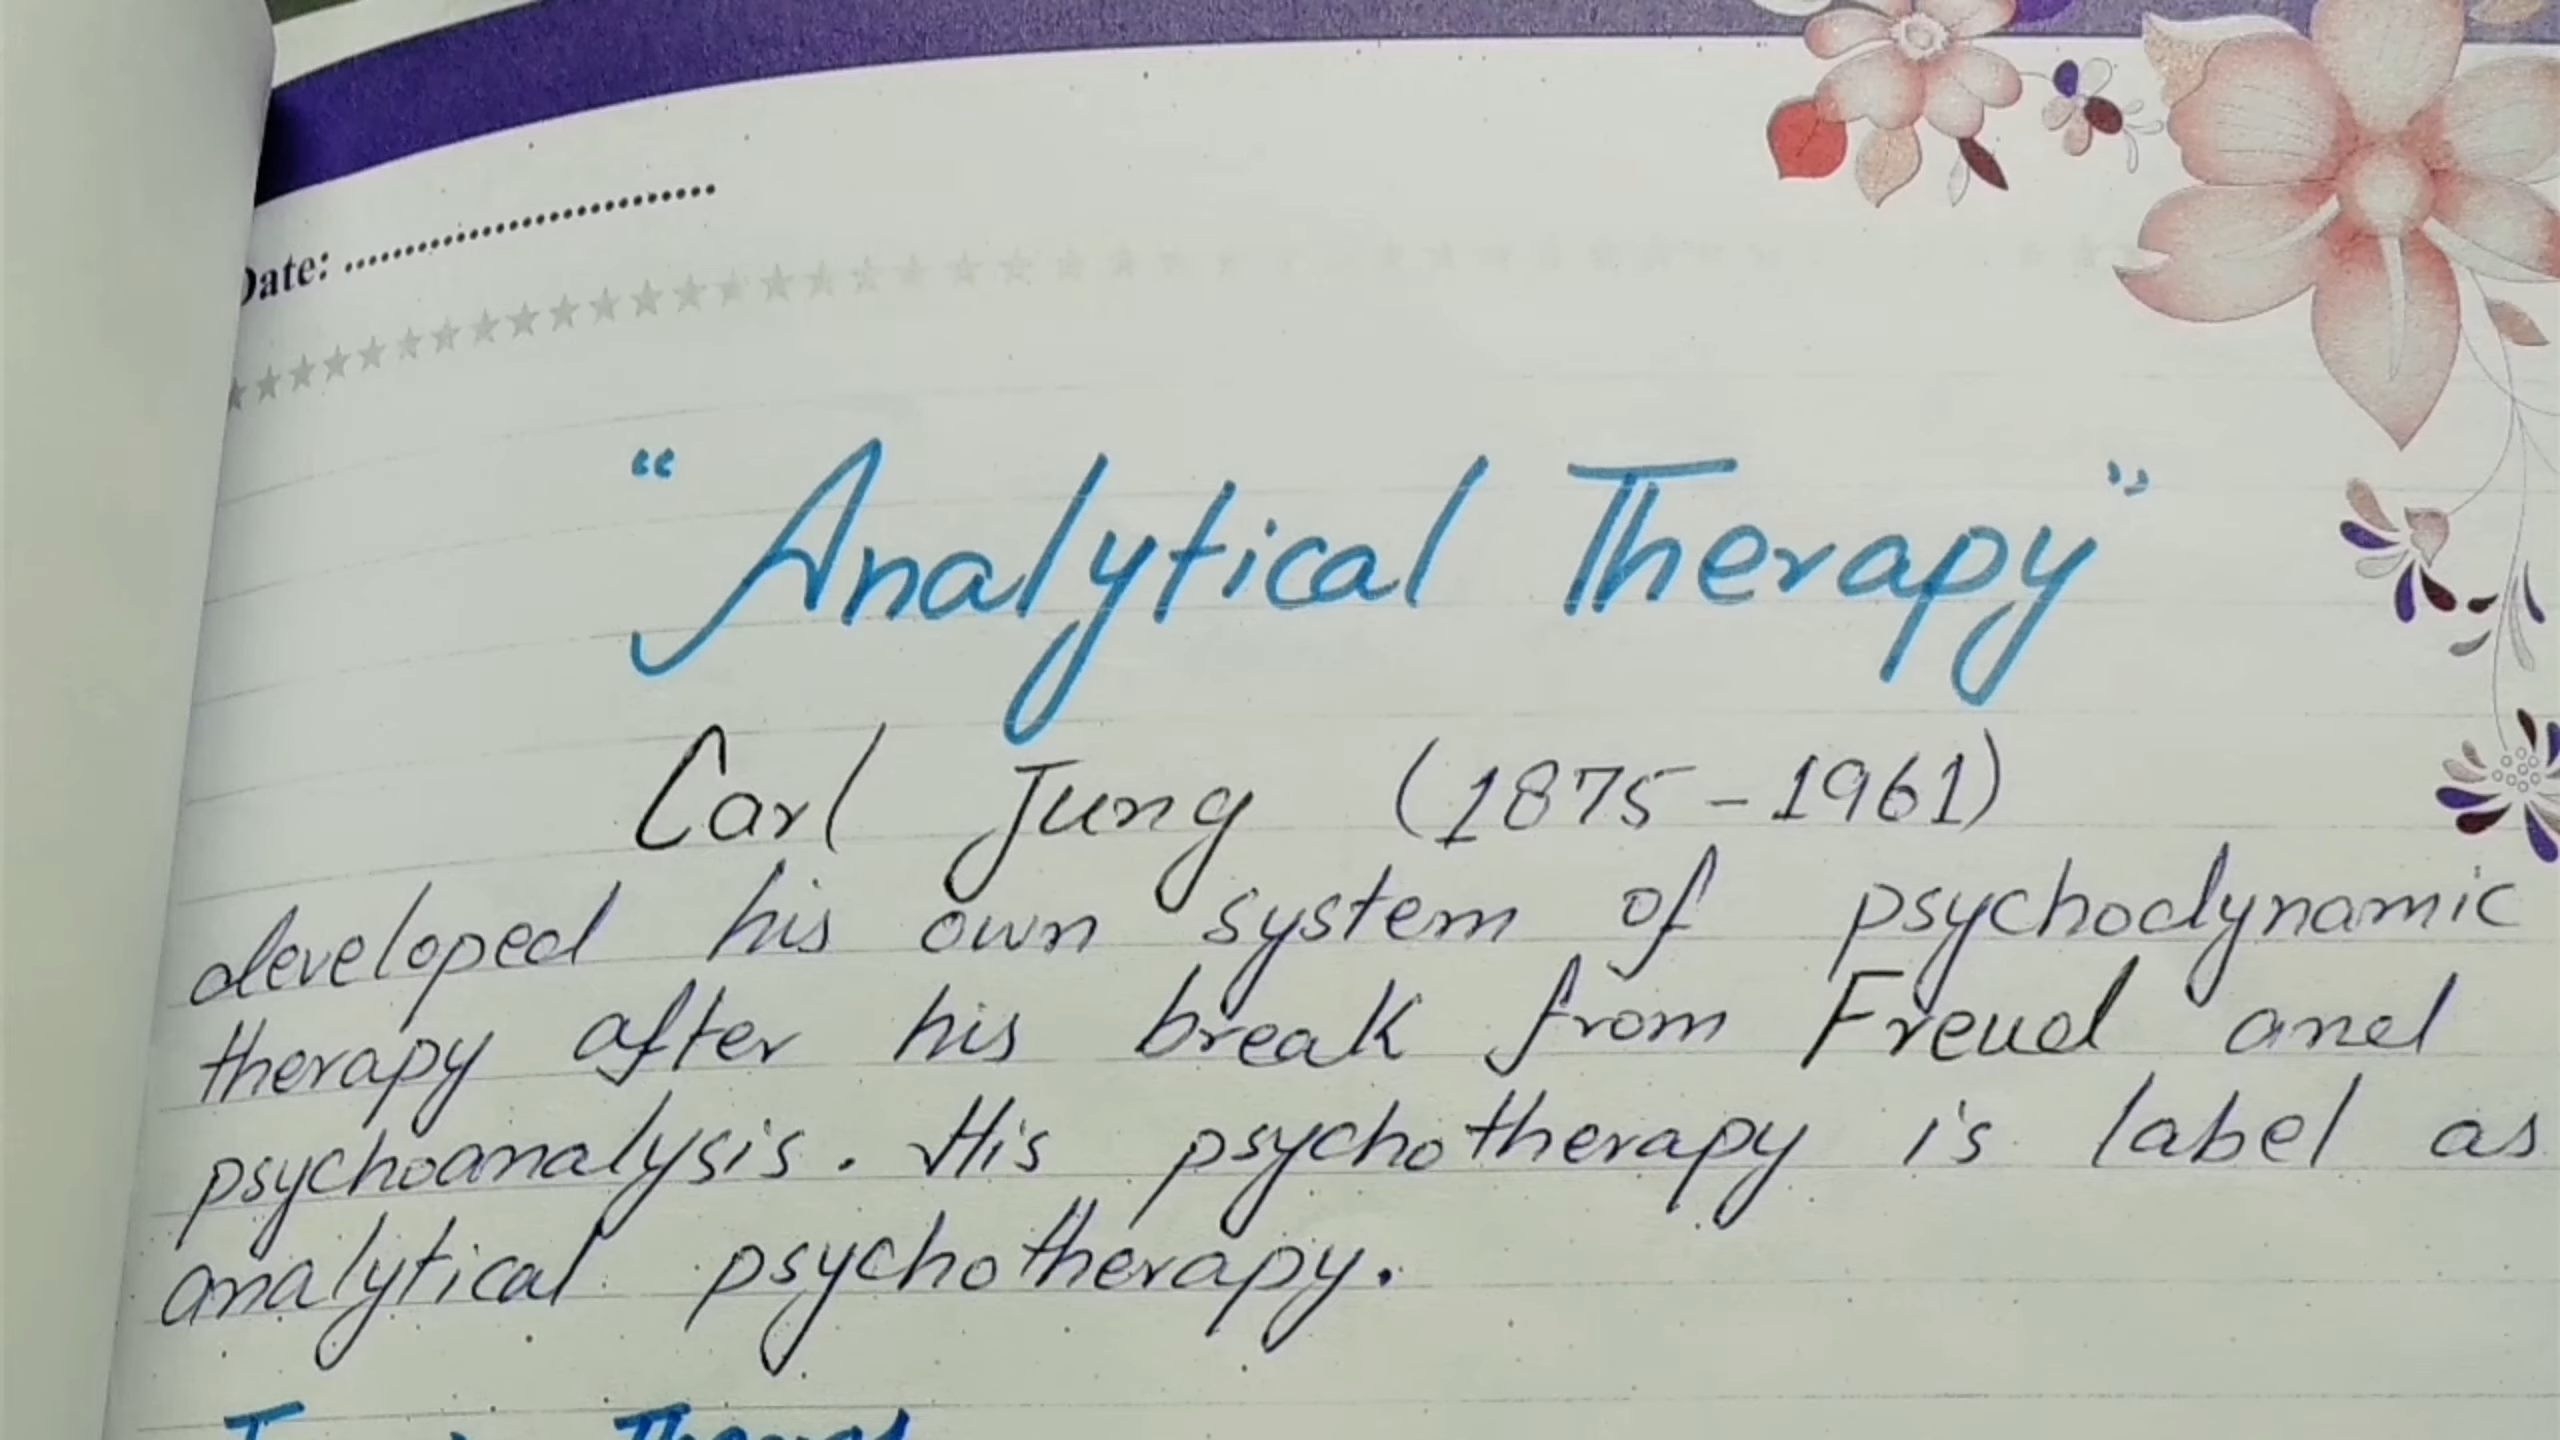 Date: ..............................
“Analytical Therapy”
Carl Jung (1875-1961)
developed his own system of psychodynamic
therapy after his break from Freud and
psychoanalysis. His psychotherapy is label as
analytical psychotherapy.